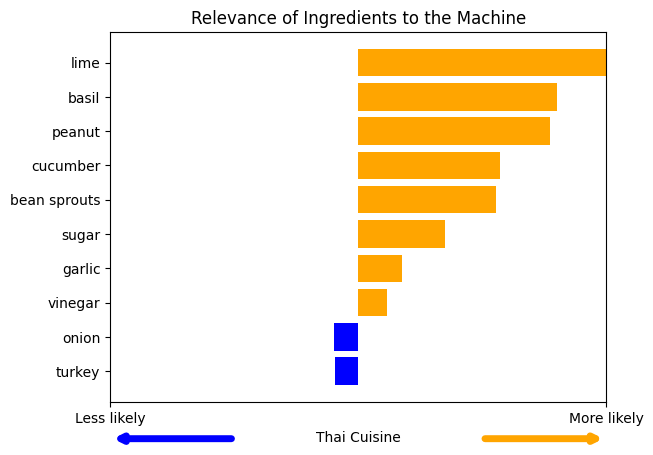 Relevance of Ingredients to the Machine
lime
basil
peanut
cucumber
bean sprouts
sugar
garlic
vinegar
onion
turkey
Less likely
More likely
Thai Cuisine